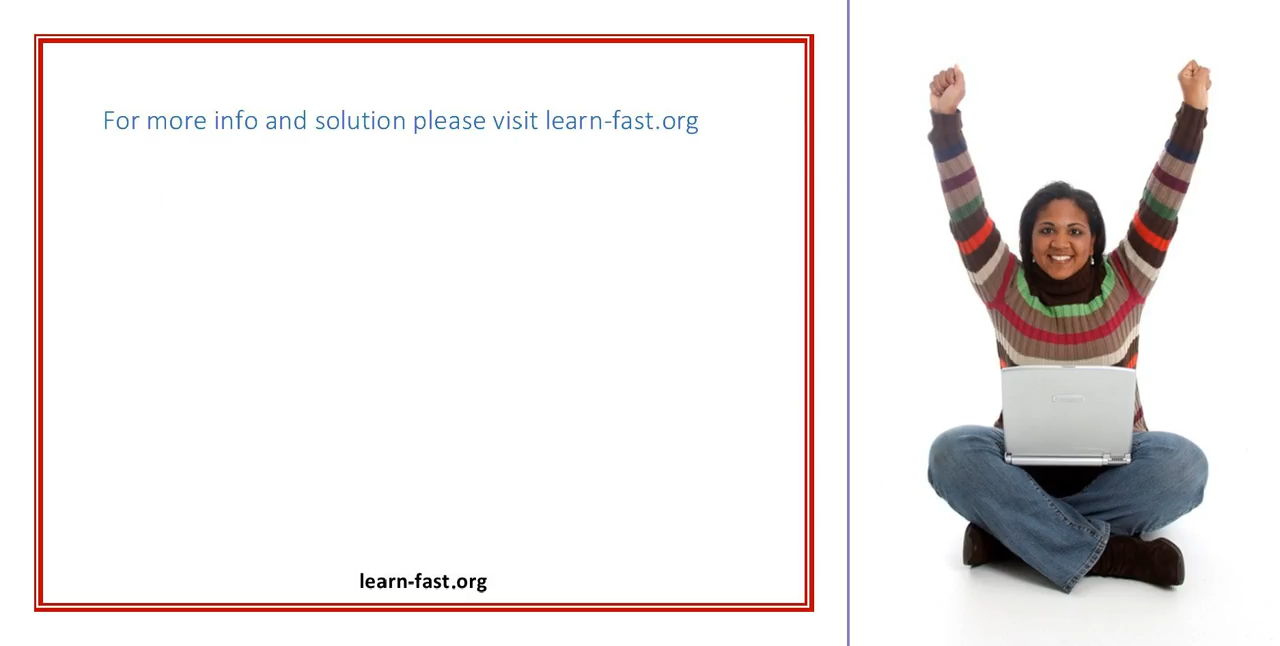 For more info and solution please visit learn-fast.org
learn-fast.org